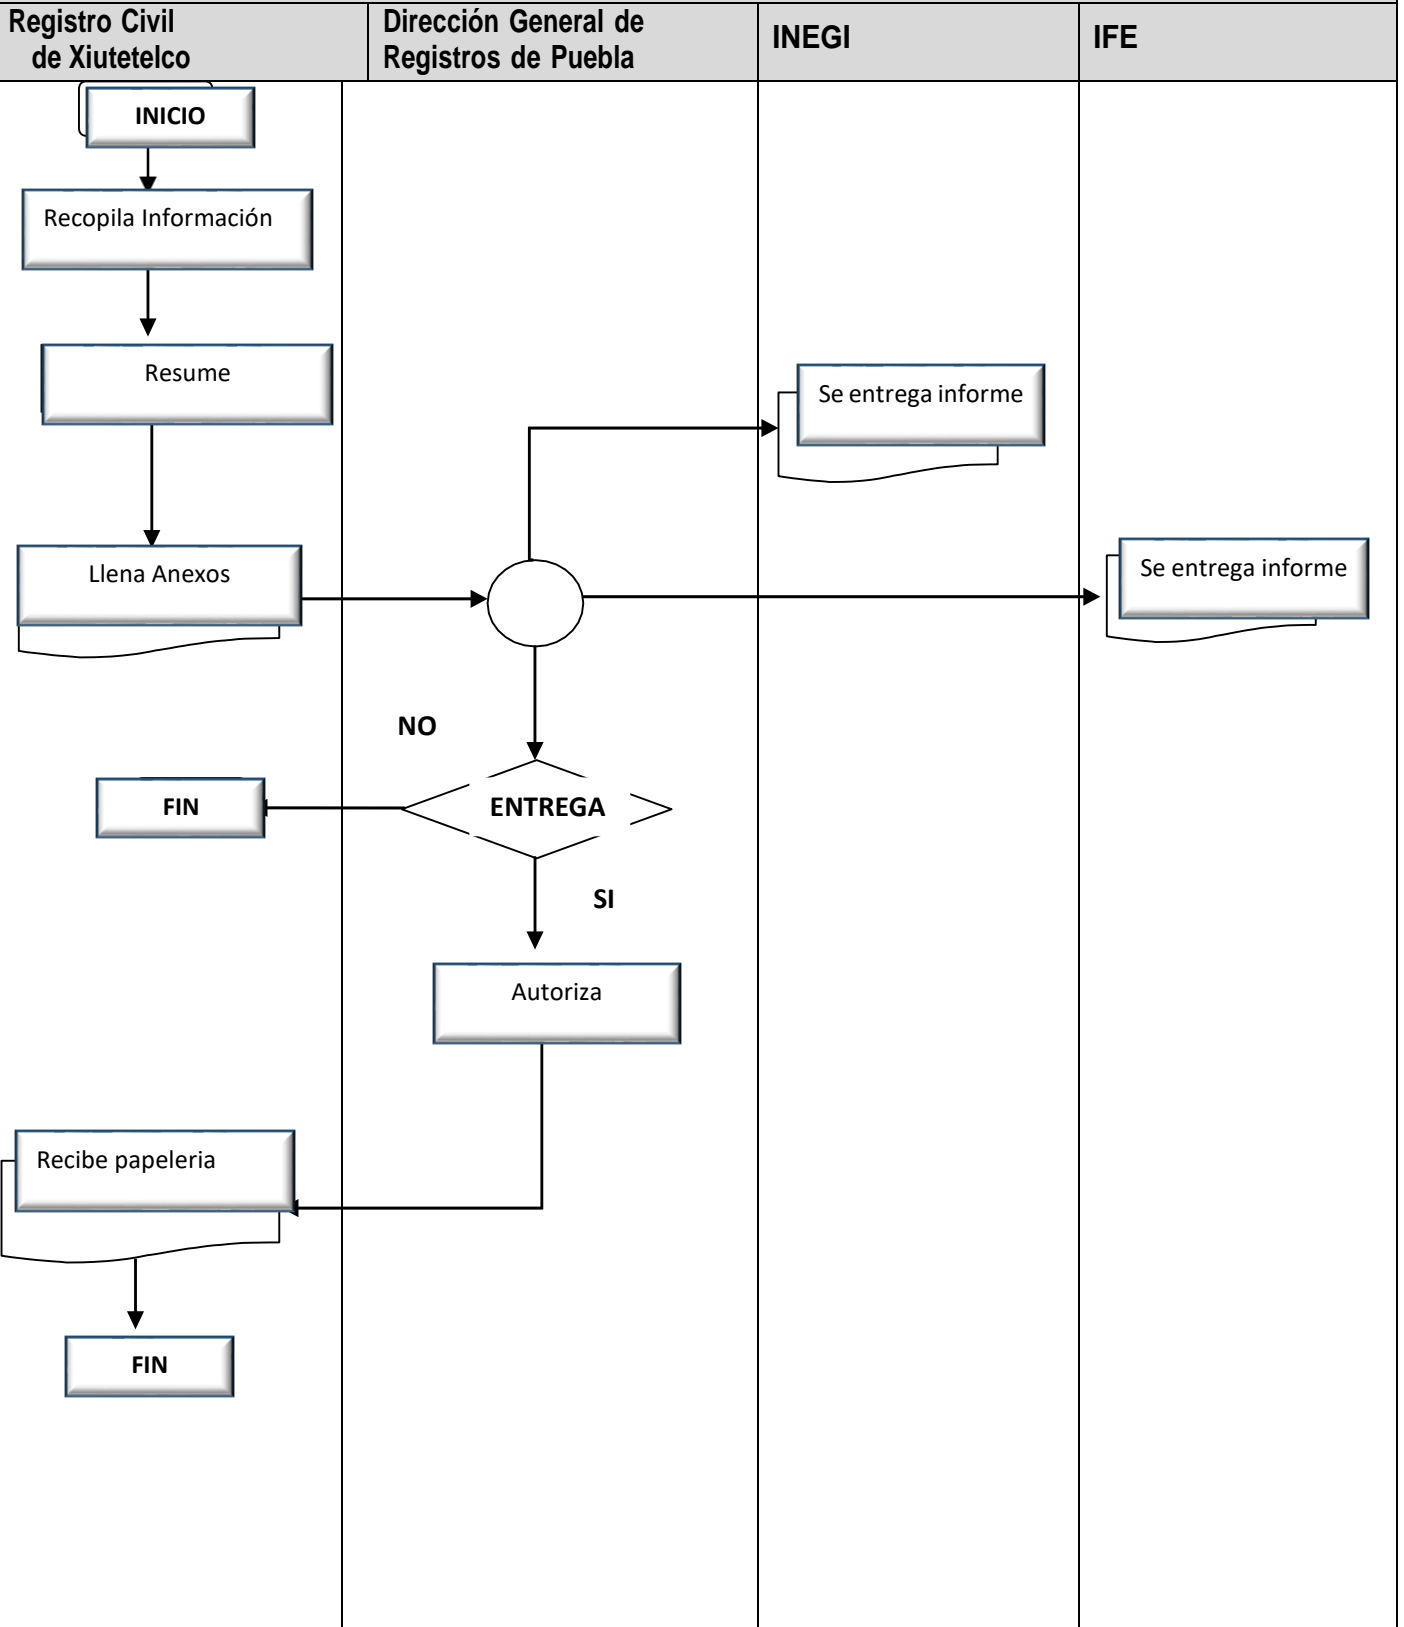 Registro Civil
de Xiutetelco
Dirección General de
Registros de Puebla
INEGI
IFE
INICIO
Recopila Información
Resume
Se entrega informe
Llena Anexos
Se entrega informe
NO
FIN
ENTREGA
SI
Autoriza
Recibe papeleria
FIN